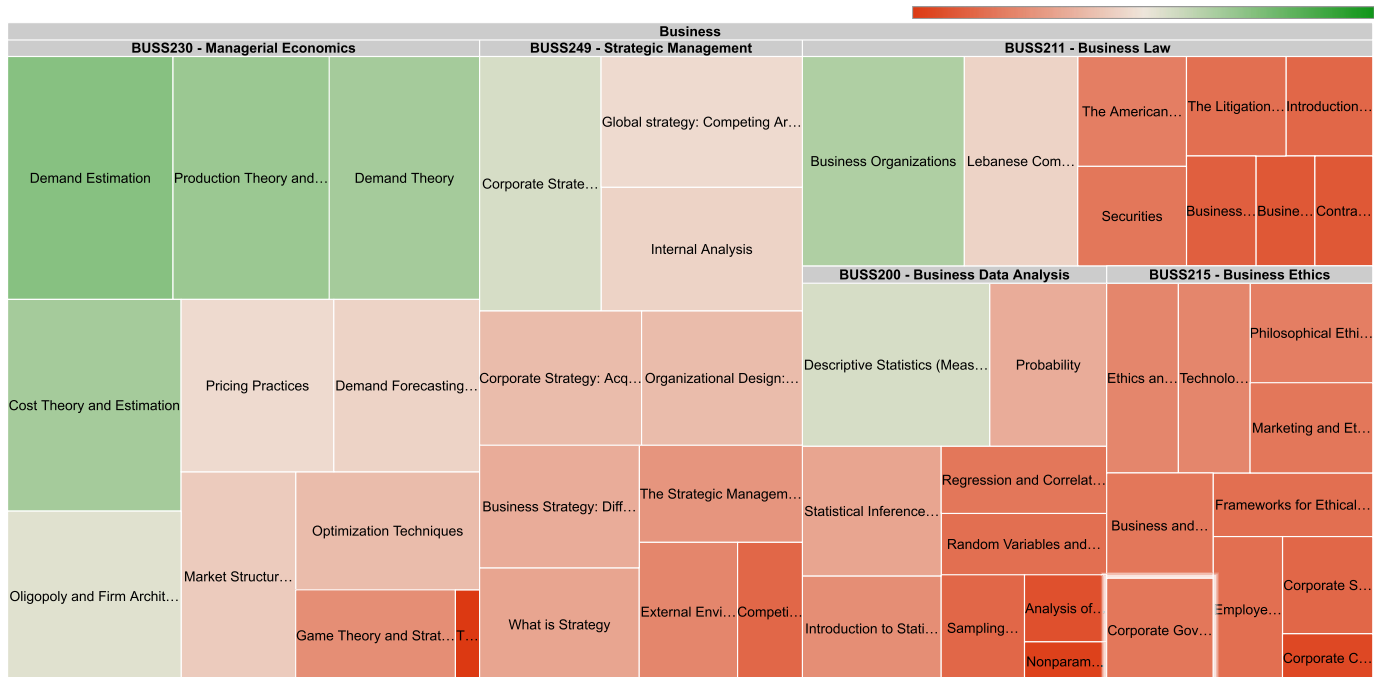 Business
BUSS230 - Managerial Economics
BUSS249 - Strategic Management
BUSS211 - Business Law
Demand Estimation
Production Theory and…
Demand Theory
Cost Theory and Estimation
Pricing Practices
Demand Forecasting…
Oligopoly and Firm Archit…
Market Structur…
Optimization Techniques
Game Theory and Strat…
T…
Corporate Strate…
Global strategy: Competing Ar…
Internal Analysis
Corporate Strategy: Acq…
Organizational Design:…
Business Strategy: Diff…
The Strategic Managem…
What is Strategy
External Envi…
Competi…
Business Organizations
Lebanese Com…
The American…
Securities
The Litigation…
Introduction…
Business…
Busine…
Contra…
BUSS200 - Business Data Analysis
Descriptive Statistics (Meas…
Probability
Statistical Inference…
Regression and Correlat…
Random Variables and…
Introduction to Stati…
Sampling…
Analysis of…
Nonparam…
BUSS215 - Business Ethics
Ethics an…
Technolo…
Philosophical Ethi…
Marketing and Et…
Business and…
Frameworks for Ethical…
Corporate Gov…
Employe…
Corporate S…
Corporate C…